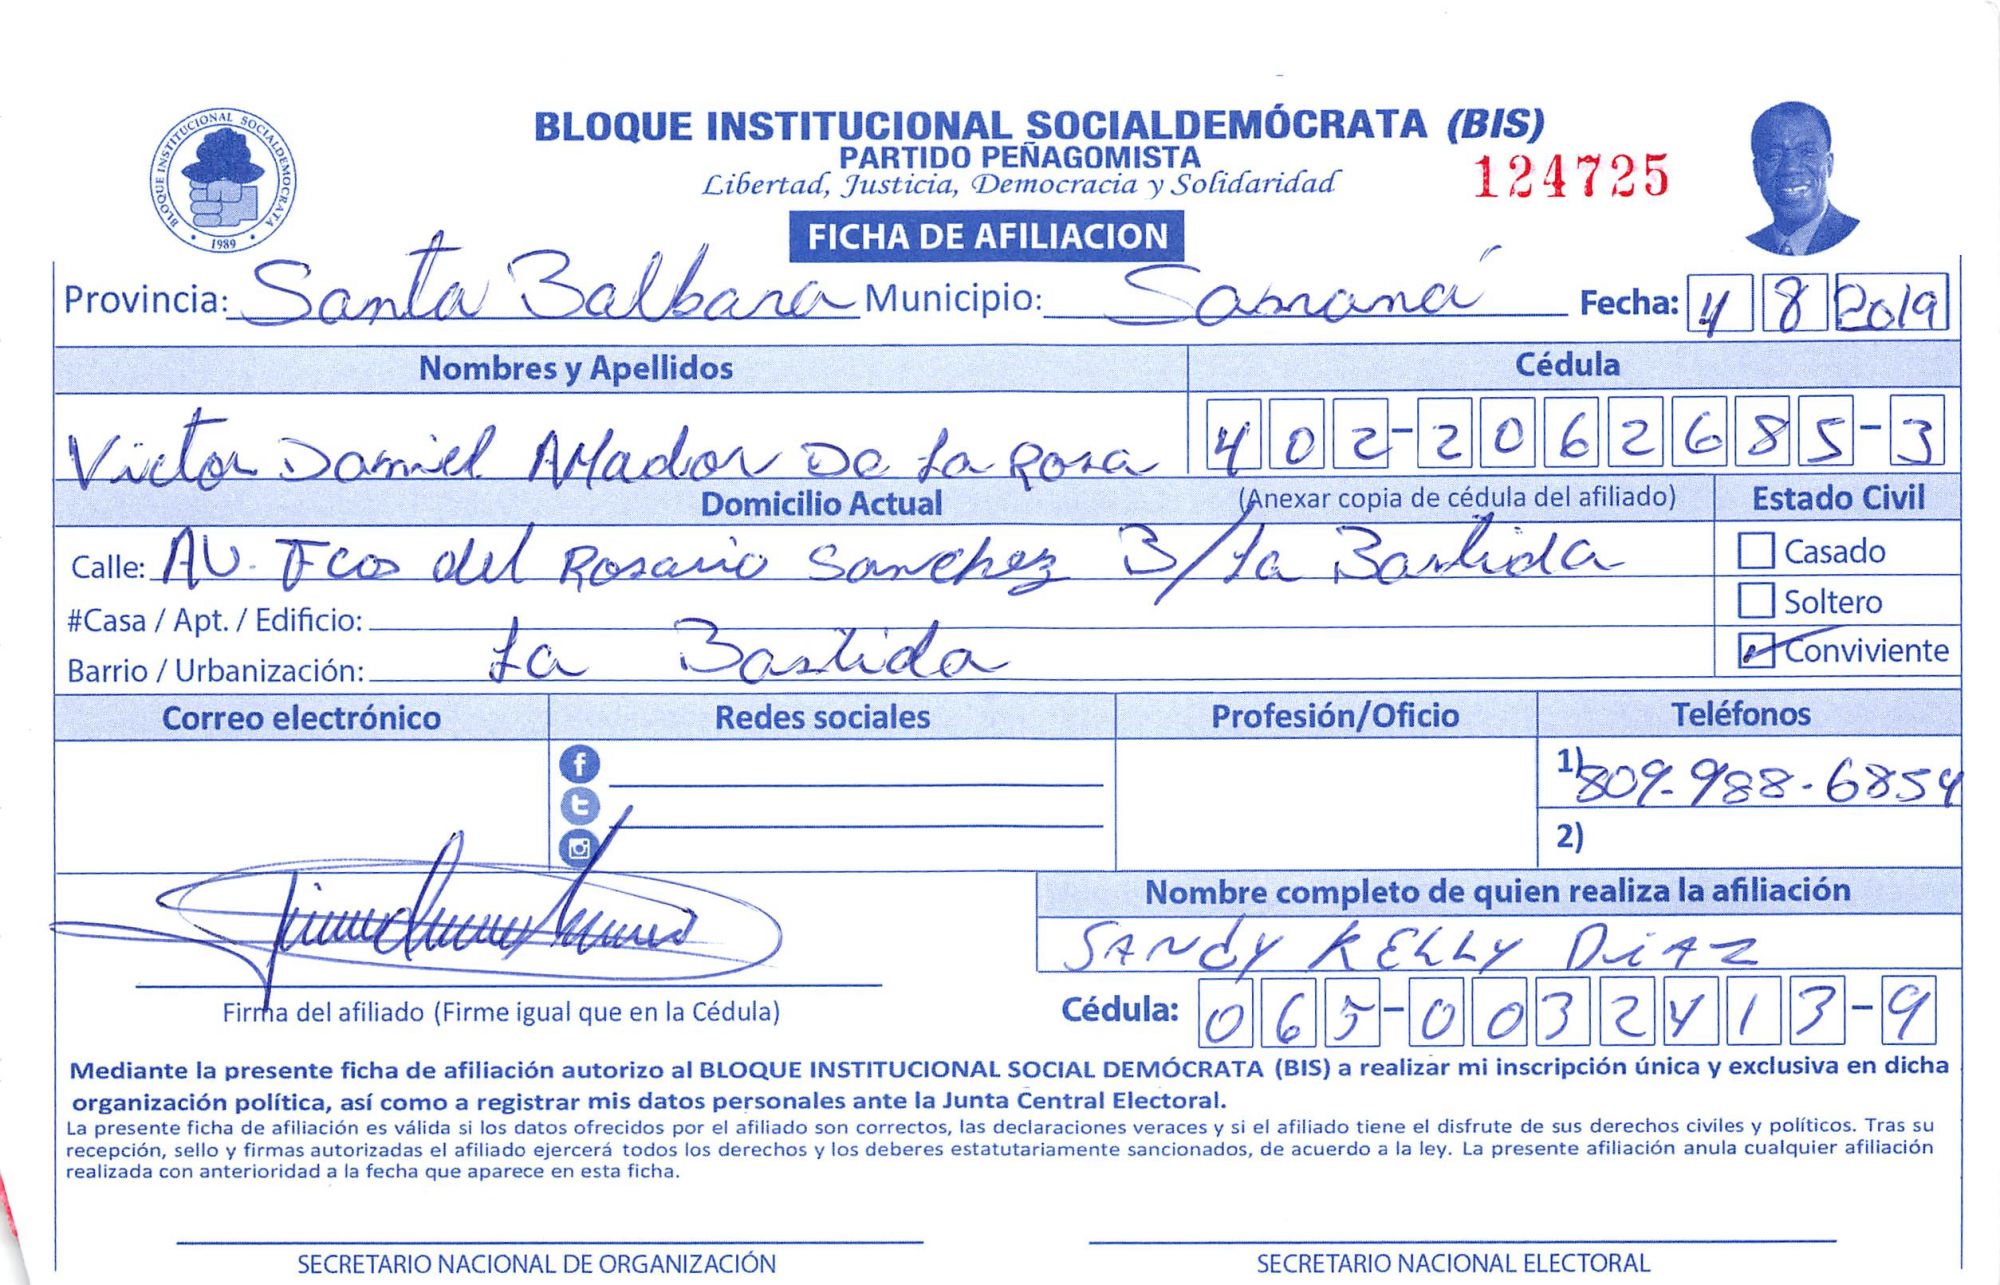 BLOQUE INSTITUCIONAL SOCIALDEMÓCRATA
1989
BLOQUE INSTITUCIONAL SOCIALDEMÓCRATA (BIS)
PARTIDO PEÑAGOMISTA
Libertad, Justicia, Democracia y Solidaridad
124725
FICHA DE AFILIACION
Provincia: Santa Balbara Municipio: Samaná Fecha: 4 8 2019
Nombres y Apellidos Cédula
Victor Daniel AMador De La Rosa 402-2062685-3
Domicilio Actual (Anexar copia de cédula del afiliado) Estado Civil
Calle: AV. Fcos del Rosario Sanchez B/La Bastida Casado
#Casa / Apt. / Edificio: Soltero
Barrio / Urbanización: La Bastida Conviviente
Correo electrónico Redes sociales Profesión/Oficio Teléfonos
1) 809-988-6854
2)
Nombre completo de quien realiza la afiliación
SANDY KELLY DiAZ
Firma del afiliado (Firme igual que en la Cédula) Cédula: 065-0032413-9
Mediante la presente ficha de afiliación autorizo al BLOQUE INSTITUCIONAL SOCIAL DEMÓCRATA (BIS) a realizar mi inscripción única y exclusiva en dicha
organización política, así como a registrar mis datos personales ante la Junta Central Electoral.
La presente ficha de afiliación es válida si los datos ofrecidos por el afiliado son correctos, las declaraciones veraces y si el afiliado tiene el disfrute de sus derechos civiles y políticos. Tras su
recepción, sello y firmas autorizadas el afiliado ejercerá todos los derechos y los deberes estatutariamente sancionados, de acuerdo a la ley. La presente afiliación anula cualquier afiliación
realizada con anterioridad a la fecha que aparece en esta ficha.
SECRETARIO NACIONAL DE ORGANIZACIÓN SECRETARIO NACIONAL ELECTORAL